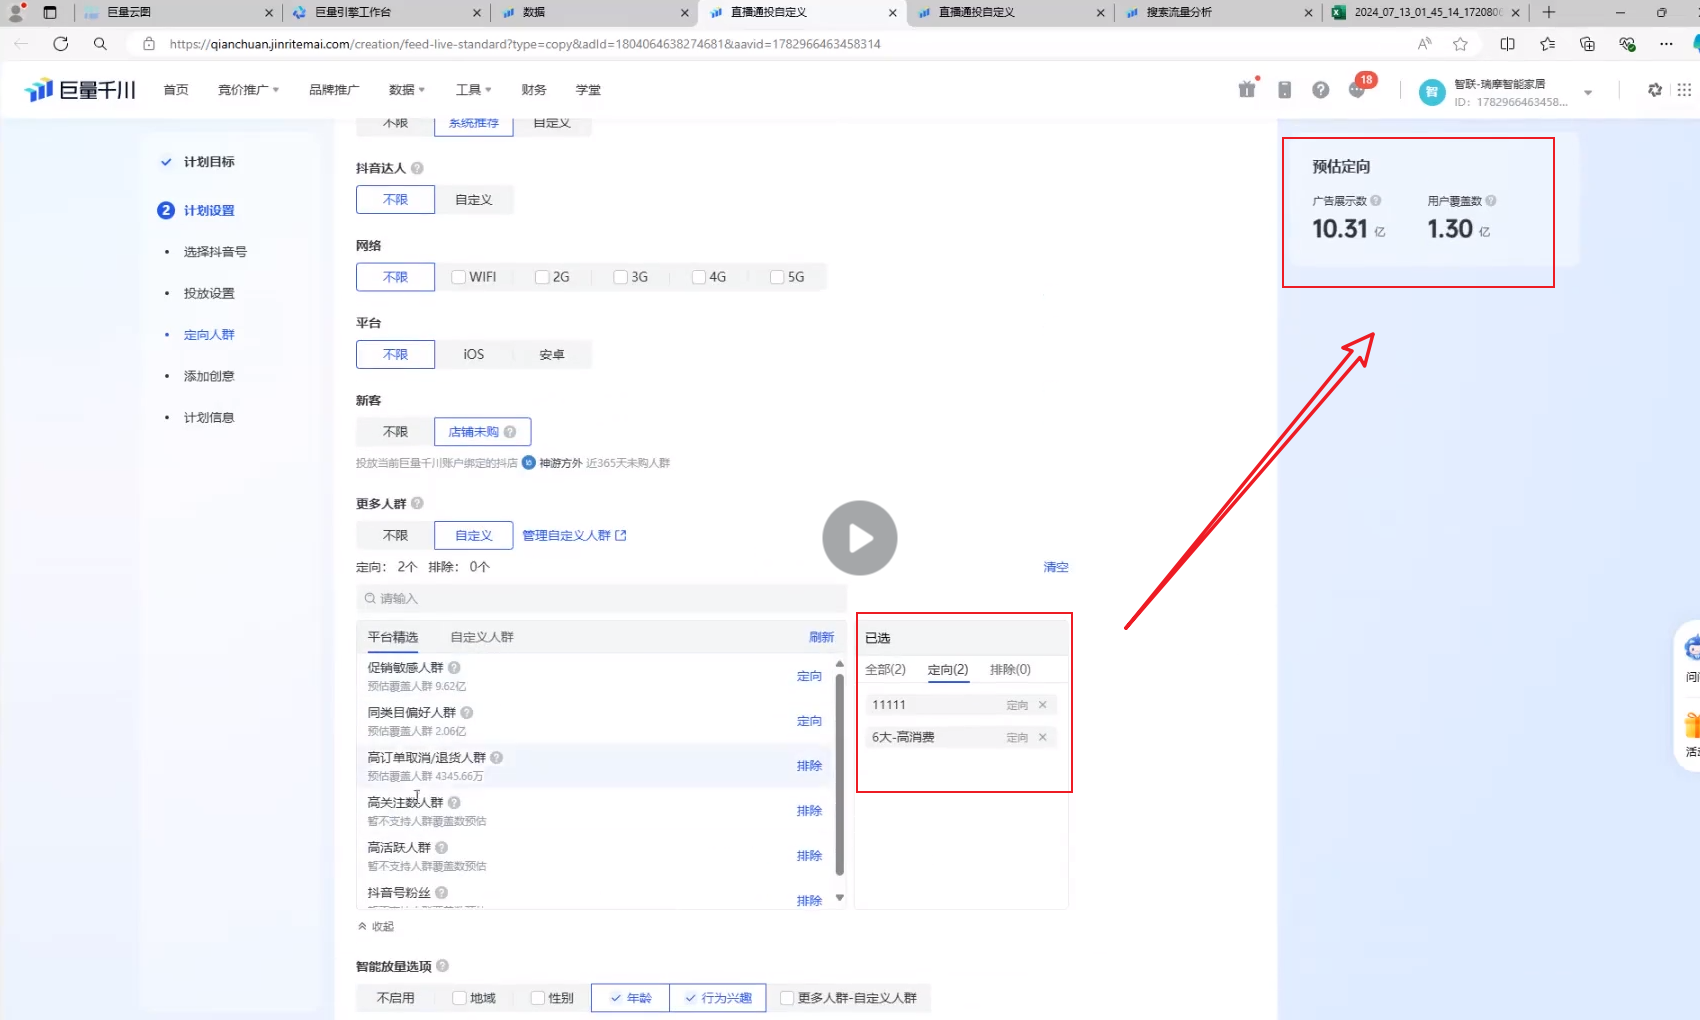 巨量云图
巨量引擎工作台
数据
直播通投自定义
直播通投自定义
搜索流量分析
2024_07_13_01_45_14_172080
https://qianchuan.jinritemai.com/creation/feed-live-standard?type=copy&adId=1804064638274681&aavid=1782966463458314
巨量千川
首页
竞价推广
品牌推广
数据
工具
财务
学堂
18
智
智联-瑞摩智能家居
ID: 1782966463458...
计划目标
2 计划设置
选择抖音号
投放设置
定向人群
添加创意
计划信息
不限 系统推荐 自定义
抖音达人
不限 自定义
网络
不限 WIFI 2G 3G 4G 5G
平台
不限 iOS 安卓
新客
不限 店铺未购
投放当前巨量千川账户绑定的抖店 神游方外 近365天未购人群
更多人群
不限 自定义 管理自定义人群
定向: 2个 排除: 0个 清空
请输入
平台精选 自定义人群 刷新
促销敏感人群
预估覆盖人群 9.62亿
定向
同类目偏好人群
预估覆盖人群 2.06亿
定向
高订单取消/退货人群
预估覆盖人群 4345.66万
排除
高关注数人群
暂不支持人群覆盖数预估
排除
高活跃人群
暂不支持人群覆盖数预估
排除
抖音号粉丝
排除
已选
全部(2) 定向(2) 排除(0)
11111 定向
6大-高消费 定向
收起
智能放量选项
不启用 地域 性别 年龄 行为兴趣 更多人群-自定义人群
预估定向
广告展示数 用户覆盖数
10.31 亿 1.30 亿